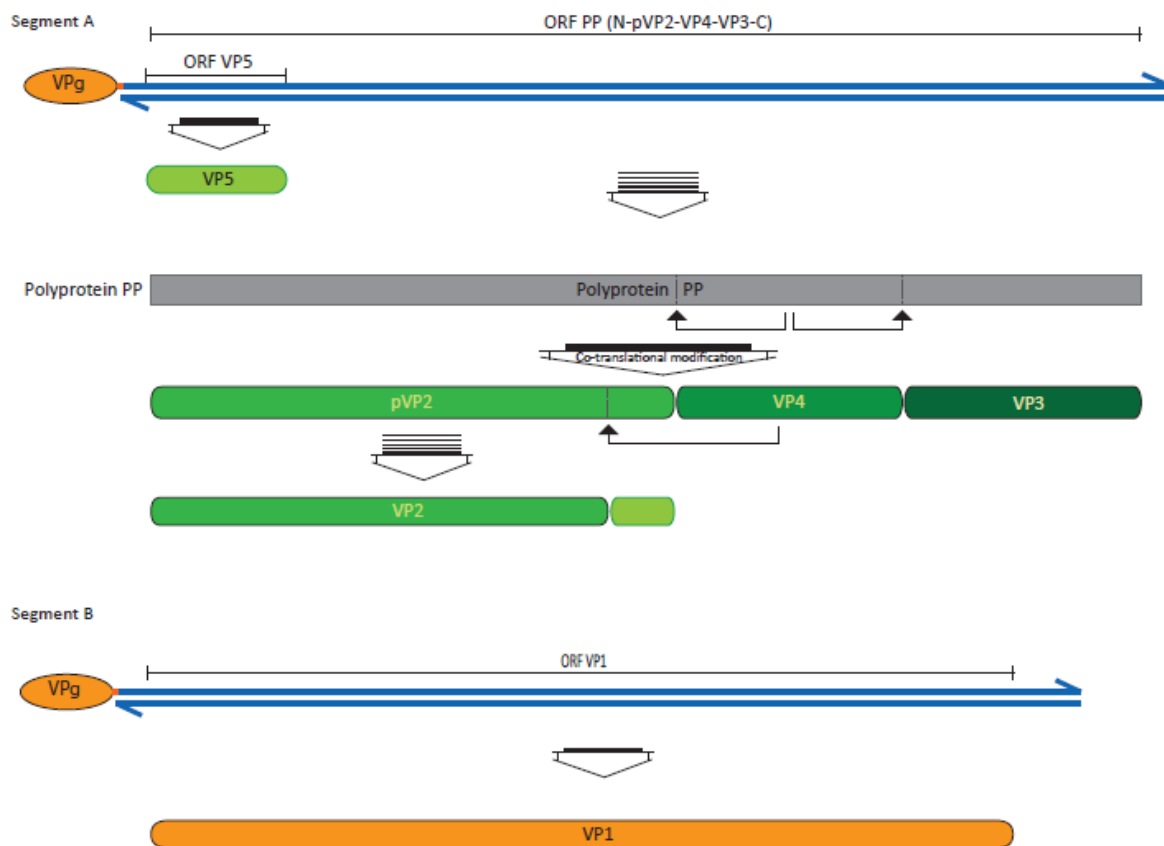 Segment A
ORF PP (N-pVP2-VP4-VP3-C)
ORF VP5
VPg
VP5
Polyprotein PP
Polyprotein PP
Co-translational modification
pVP2
VP4
VP3
VP2
Segment B
ORF VP1
VPg
VP1